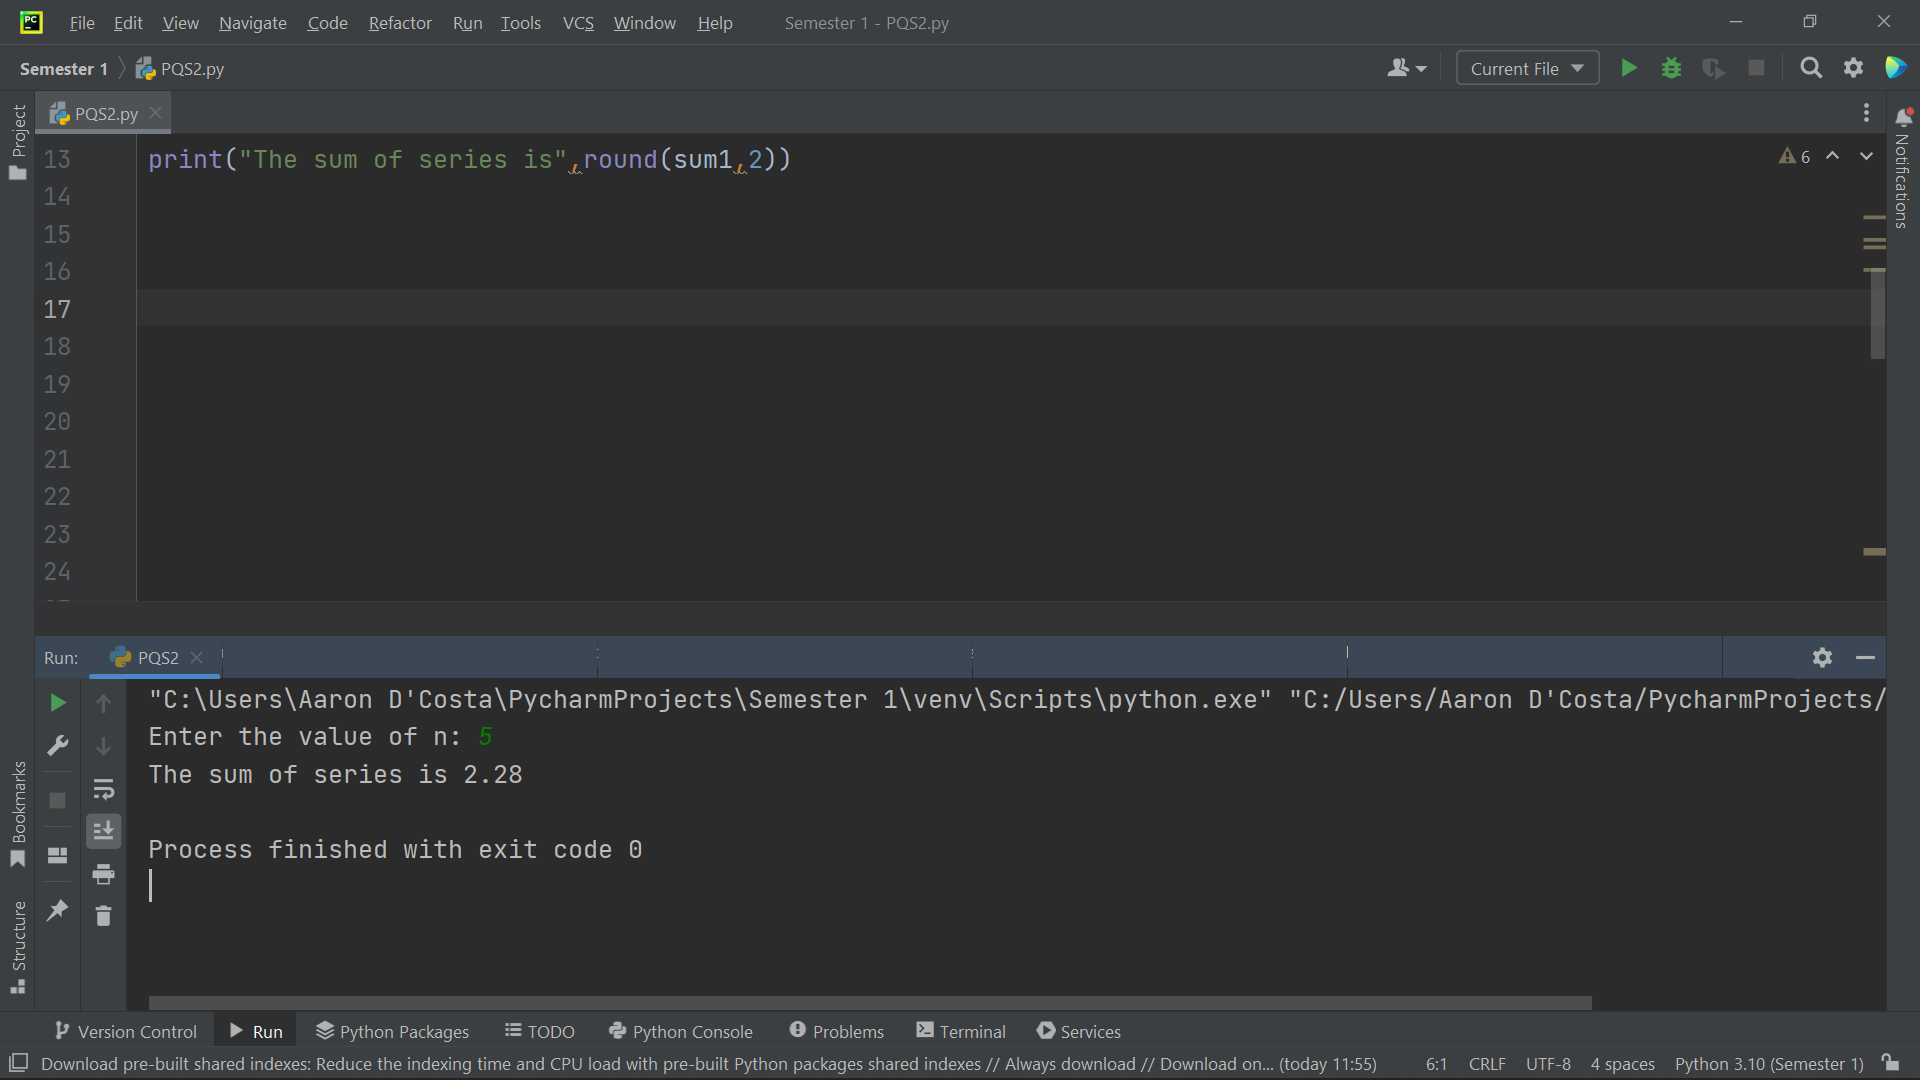 PC File Edit View Navigate Code Refactor Run Tools VCS Window Help Semester 1 - PQS2.py
Semester 1 PQS2.py Current File
Project
PQS2.py
Notifications
13 print("The sum of series is",round(sum1,2)) 6
14
15
16
17
18
19
20
21
22
23
24
Run: PQS2
"C:\Users\Aaron D'Costa\PycharmProjects\Semester 1\venv\Scripts\python.exe" "C:/Users/Aaron D'Costa/PycharmProjects/
Enter the value of n: 5
The sum of series is 2.28
Process finished with exit code 0
Bookmarks
Structure
Version Control Run Python Packages TODO Python Console Problems Terminal Services
Download pre-built shared indexes: Reduce the indexing time and CPU load with pre-built Python packages shared indexes // Always download // Download on... (today 11:55) 6:1 CRLF UTF-8 4 spaces Python 3.10 (Semester 1)